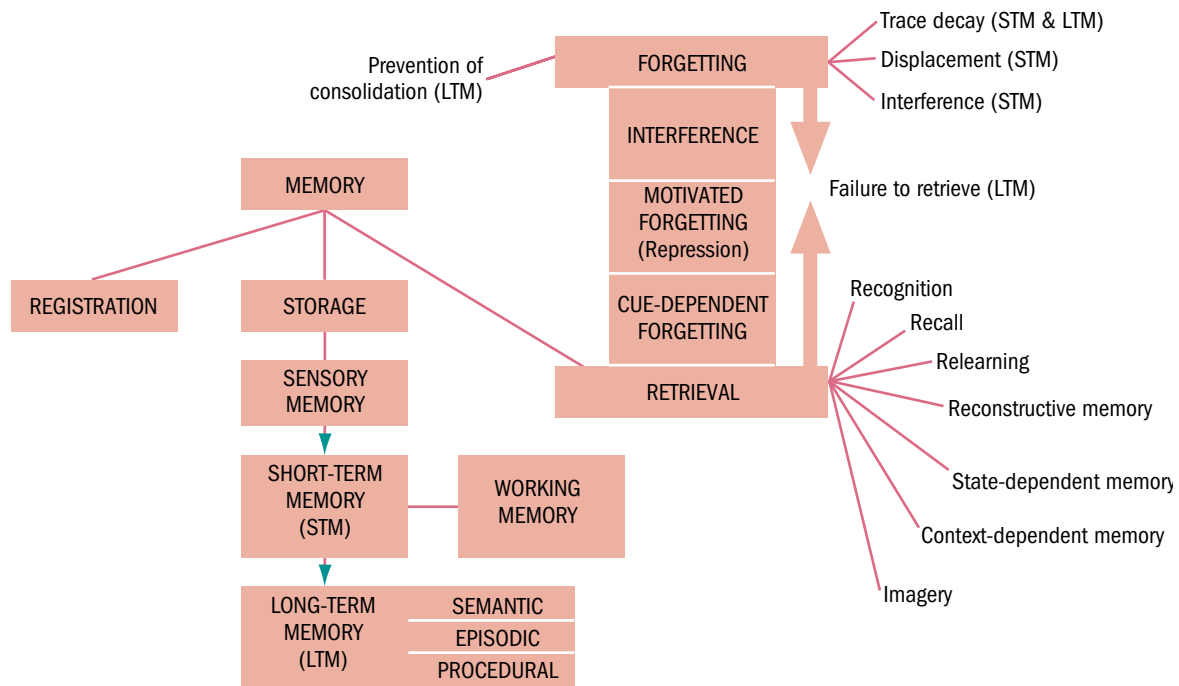 Prevention of
consolidation (LTM)
FORGETTING
Trace decay (STM & LTM)
Displacement (STM)
Interference (STM)
INTERFERENCE
MOTIVATED
FORGETTING
(Repression)
CUE-DEPENDENT
FORGETTING
Failure to retrieve (LTM)
MEMORY
REGISTRATION
STORAGE
RETRIEVAL
Recognition
Recall
Relearning
Reconstructive memory
State-dependent memory
Context-dependent memory
Imagery
SENSORY
MEMORY
SHORT-TERM
MEMORY
(STM)
WORKING
MEMORY
LONG-TERM
MEMORY
(LTM)
SEMANTIC
EPISODIC
PROCEDURAL